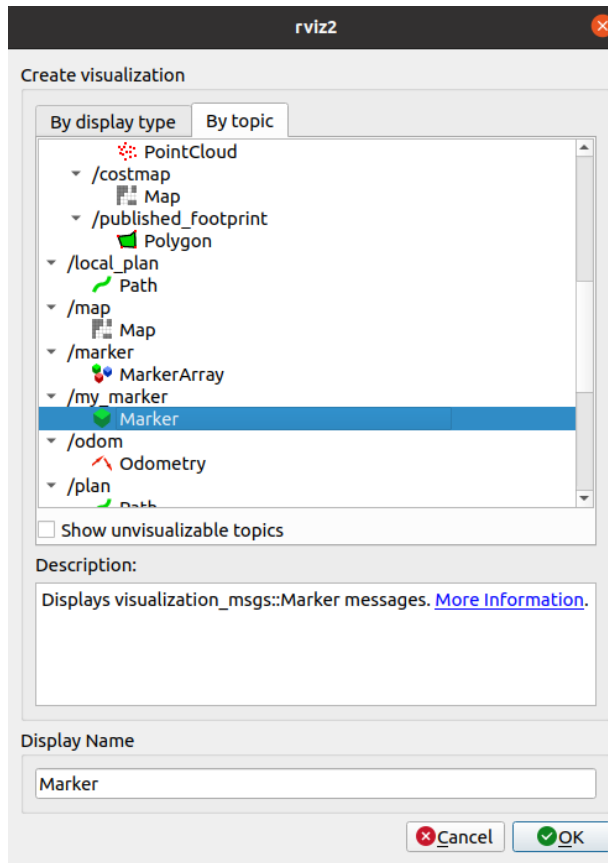 rviz2
Create visualization
By display type By topic
PointCloud
/costmap
Map
/published_footprint
Polygon
/local_plan
Path
/map
Map
/marker
MarkerArray
/my_marker
Marker
/odom
Odometry
/plan
Path
Show unvisualizable topics
Description:
Displays visualization_msgs::Marker messages. More Information.
Display Name
Marker
Cancel OK